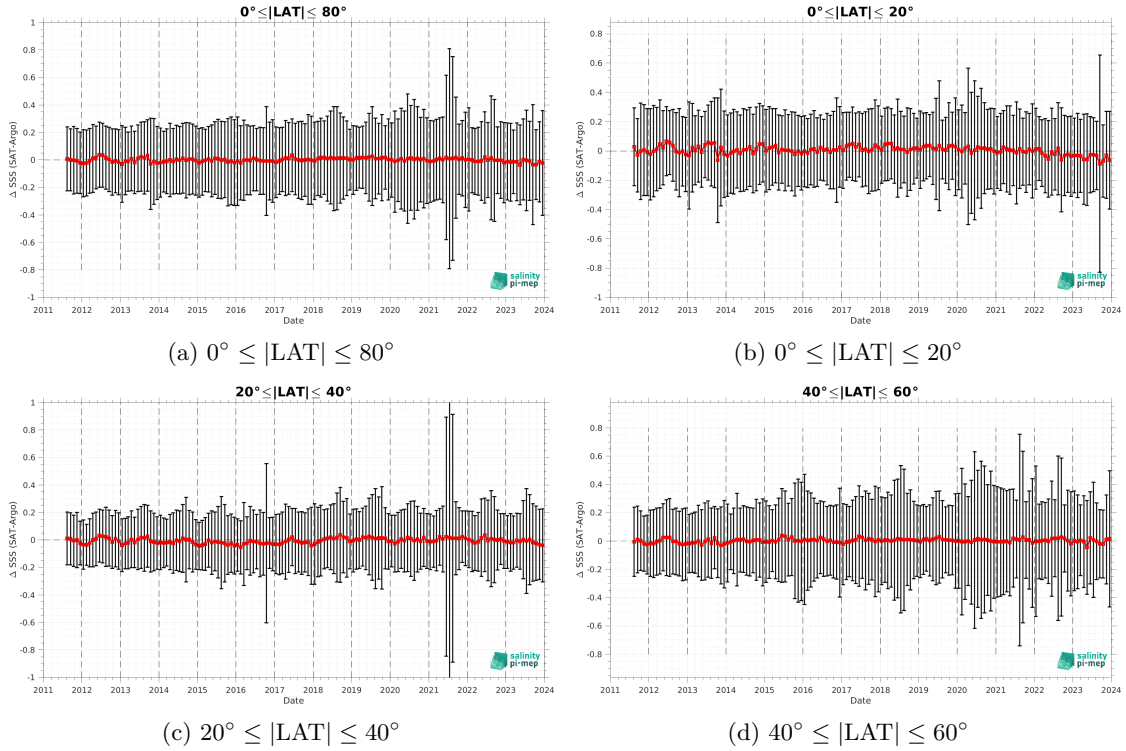 0°≤|LAT|≤ 80°
Δ SSS (SAT-Argo)
1
0.8
0.6
0.4
0.2
0
-0.2
-0.4
-0.6
-0.8
-1
2011 2012 2013 2014 2015 2016 2017 2018 2019 2020 2021 2022 2023 2024
Date
salinity
pi-mep
(a) 0° ≤ |LAT| ≤ 80°
0°≤|LAT|≤ 20°
Δ SSS (SAT-Argo)
1
0.8
0.6
0.4
0.2
0
-0.2
-0.4
-0.6
-0.8
-1
2011 2012 2013 2014 2015 2016 2017 2018 2019 2020 2021 2022 2023 2024
Date
salinity
pi-mep
(b) 0° ≤ |LAT| ≤ 20°
20°≤|LAT|≤ 40°
Δ SSS (SAT-Argo)
1
0.8
0.6
0.4
0.2
0
-0.2
-0.4
-0.6
-0.8
-1
2011 2012 2013 2014 2015 2016 2017 2018 2019 2020 2021 2022 2023 2024
Date
salinity
pi-mep
(c) 20° ≤ |LAT| ≤ 40°
40°≤|LAT|≤ 60°
Δ SSS (SAT-Argo)
0.8
0.6
0.4
0.2
0
-0.2
-0.4
-0.6
-0.8
2011 2012 2013 2014 2015 2016 2017 2018 2019 2020 2021 2022 2023 2024
Date
salinity
pi-mep
(d) 40° ≤ |LAT| ≤ 60°